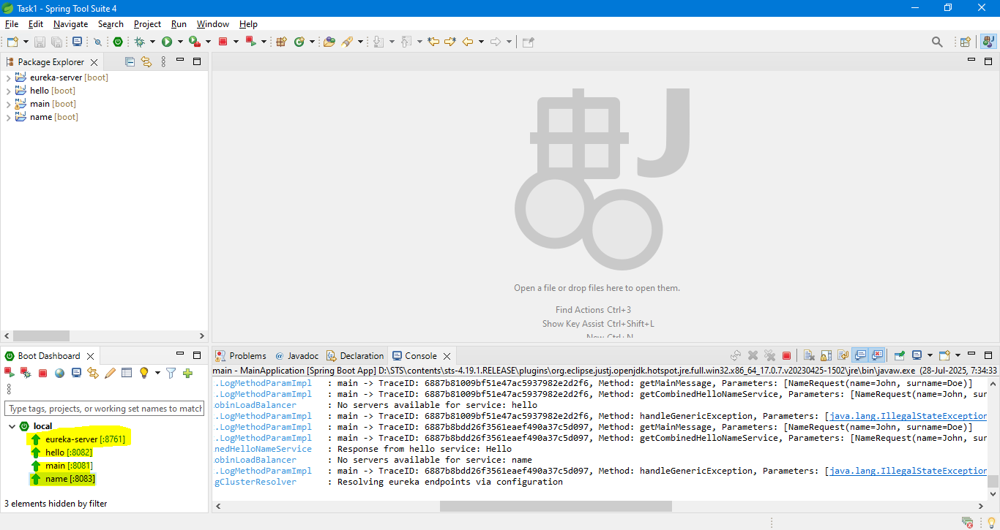 Task1 - Spring Tool Suite 4
File Edit Navigate Search Project Run Window Help
Package Explorer
eureka-server [boot]
hello [boot]
main [boot]
name [boot]
Open a file or drop files here to open them.
Find Actions Ctrl+3
Show Key Assist Ctrl+Shift+L
New Ctrl+N
Boot Dashboard
Type tags, projects, or working set names to match
local
eureka-server [:8761]
hello [:8082]
main [:8081]
name [:8083]
3 elements hidden by filter
Problems @ Javadoc Declaration Console
main - MainApplication [Spring Boot App] D:\STS\contents\sts-4.19.1.RELEASE\plugins\org.eclipse.justj.openjdk.hotspot.jre.full.win32.x86_64_17.0.7.v20230425-1502\jre\bin\javaw.exe (28-Jul-2025, 7:34:33
:.LogMethodParamImpl : main -> TraceID: 6887b81009bf51e47ac5937982e2d2f6, Method: getMainMessage, Parameters: [NameRequest(name=John, surname=Doe)]
:.LogMethodParamImpl : main -> TraceID: 6887b81009bf51e47ac5937982e2d2f6, Method: getCombinedHelloNameService, Parameters: [NameRequest(name=John, sur
obinLoadBalancer : No servers available for service: hello
:.LogMethodParamImpl : main -> TraceID: 6887b81009bf51e47ac5937982e2d2f6, Method: handleGenericException, Parameters: [java.lang.IllegalStateException
:.LogMethodParamImpl : main -> TraceID: 6887b8bdd26f3561eaef490a37c5d097, Method: getMainMessage, Parameters: [NameRequest(name=John, surname=Doe)]
:.LogMethodParamImpl : main -> TraceID: 6887b8bdd26f3561eaef490a37c5d097, Method: getCombinedHelloNameService, Parameters: [NameRequest(name=John, sur
nedHelloNameService : Response from hello service: Hello
obinLoadBalancer : No servers available for service: name
:.LogMethodParamImpl : main -> TraceID: 6887b8bdd26f3561eaef490a37c5d097, Method: handleGenericException, Parameters: [java.lang.IllegalStateException
gClusterResolver : Resolving eureka endpoints via configuration